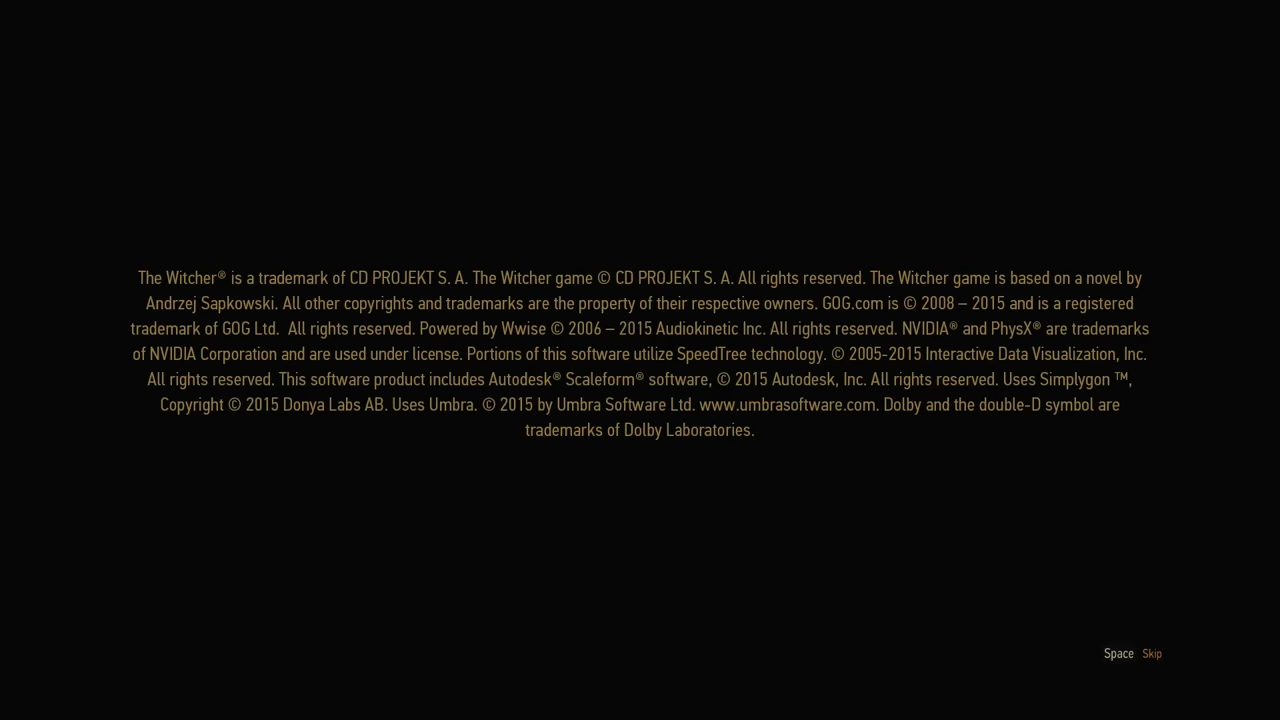 The Witcher® is a trademark of CD PROJEKT S. A. The Witcher game © CD PROJEKT S. A. All rights reserved. The Witcher game is based on a novel by
Andrzej Sapkowski. All other copyrights and trademarks are the property of their respective owners. GOG.com is © 2008 – 2015 and is a registered
trademark of GOG Ltd.  All rights reserved. Powered by Wwise © 2006 – 2015 Audiokinetic Inc. All rights reserved. NVIDIA® and PhysX® are trademarks
of NVIDIA Corporation and are used under license. Portions of this software utilize SpeedTree technology. © 2005-2015 Interactive Data Visualization, Inc.
All rights reserved. This software product includes Autodesk® Scaleform® software, © 2015 Autodesk, Inc. All rights reserved. Uses Simplygon ™,
Copyright © 2015 Donya Labs AB. Uses Umbra. © 2015 by Umbra Software Ltd. www.umbrasoftware.com. Dolby and the double-D symbol are
trademarks of Dolby Laboratories.
Space Skip